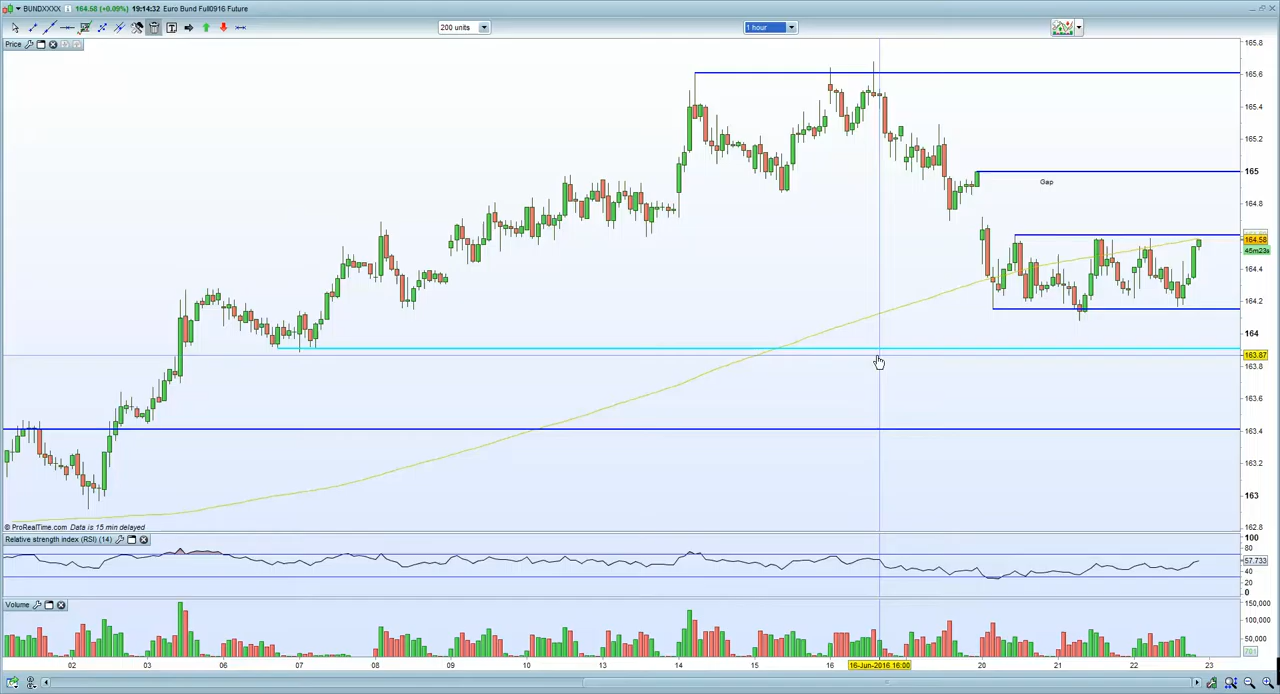 BUNDXXXX 164.58 (+0.09%) 19:14:32 Euro Bund Full0916 Future
200 units
1 hour
Price
165.8
165.6
165.4
165.2
165
164.8
164.58
45m23s
164.4
164.2
164
163.87
163.8
163.6
163.4
163.2
163
162.8
Gap
© ProRealTime.com Data is 15 min delayed
Relative strength index (RSI) (14)
100
80
57.733
40
20
0
Volume
150,000
100,000
50,000
781
02 03 06 07 08 09 10 13 14 15 16 16-Jun-2016 16:00 20 21 22 23